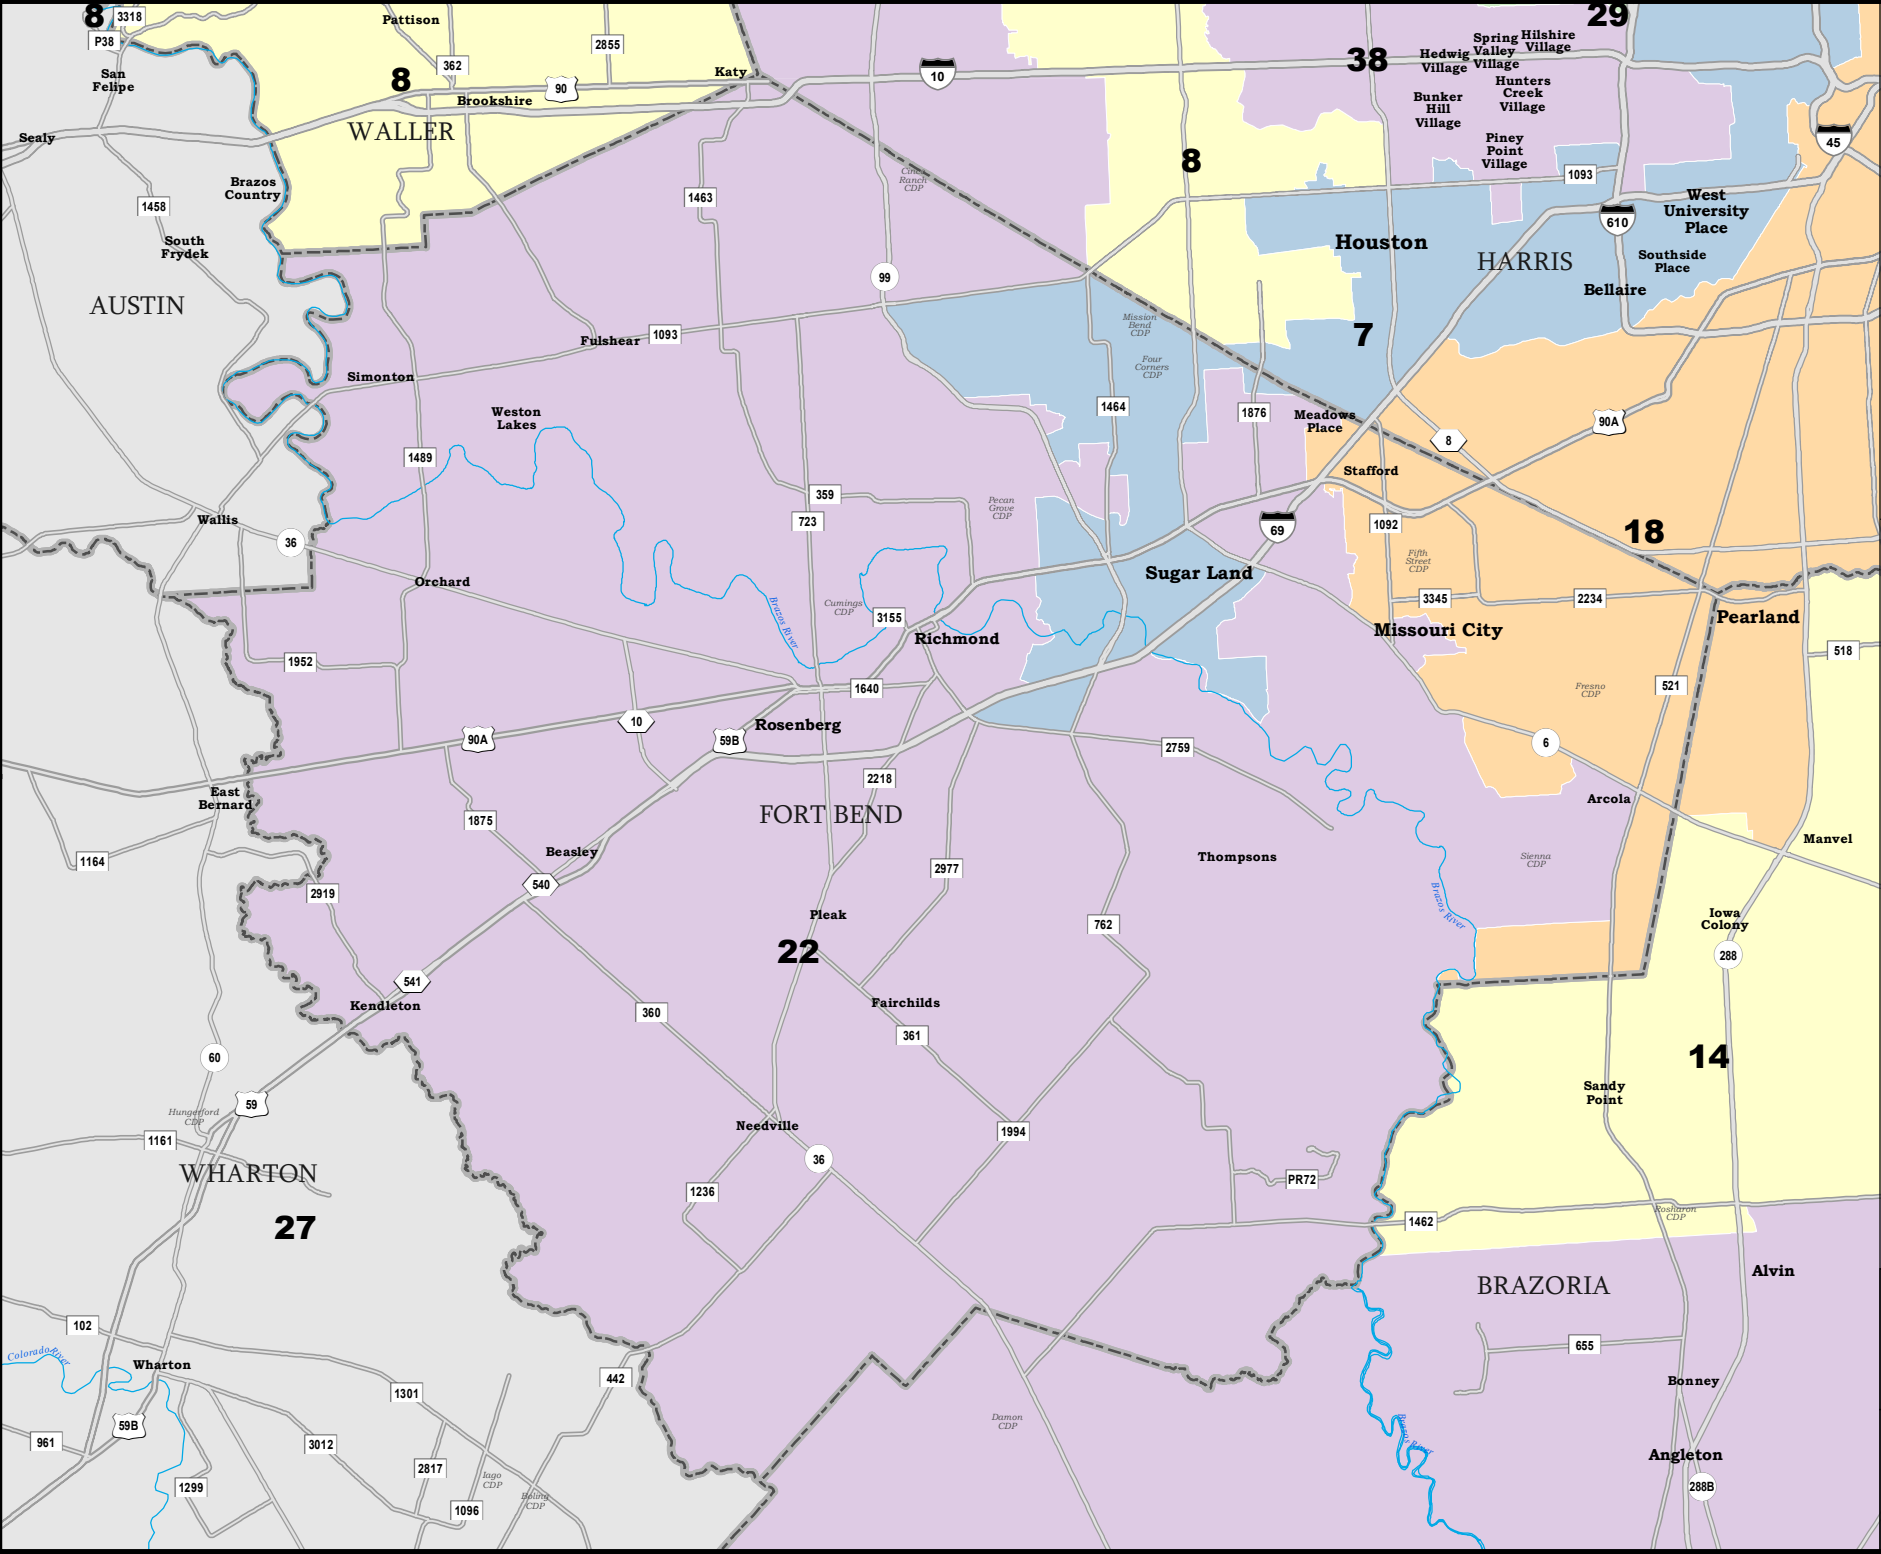 8
3318
Pattison
29
P38
2855
Spring
Valley
Village
Hilshire
Village
Hedwig
Village
38
San
Felipe
362
Katy
10
8
90
Brookshire
Hunters
Creek
Village
Bunker
Hill
Village
WALLER
Sealy
45
Piney
Point
Village
8
Brazos
Country
Cinco
Ranch
CDP
1093
1458
1463
West
University
Place
610
South
Frydek
Houston
HARRIS
Southside
Place
99
Bellaire
AUSTIN
Mission
Bend
CDP
7
Fulshear
1093
Four
Corners
CDP
Simonton
Weston
Lakes
1464
1876
Meadows
Place
90A
8
1489
Stafford
359
Pecan
Grove
CDP
723
Wallis
36
69
1092
18
Fifth
Street
CDP
Orchard
Sugar Land
Cumings
CDP
Brazos River
3155
3345
2234
Richmond
Missouri City
Pearland
518
1952
1640
Fresno
CDP
521
10
Rosenberg
90A
59B
2759
6
2218
East
Bernard
Arcola
FORT BEND
1875
Manvel
Beasley
1164
Thompsons
Sienna
CDP
2977
540
2919
Brazos River
Pleak
762
Iowa
Colony
22
288
541
Kendleton
Fairchilds
360
361
60
14
59
Sandy
Point
Hungerford
CDP
Needville
1994
1161
36
WHARTON
PR72
1236
27
1462
Rosharon
CDP
Alvin
BRAZORIA
102
655
Colorado River
Wharton
442
Bonney
1301
Damon
CDP
59B
Brazos River
961
3012
Angleton
2817
Iago
CDP
1299
288B
Boling
CDP
1096